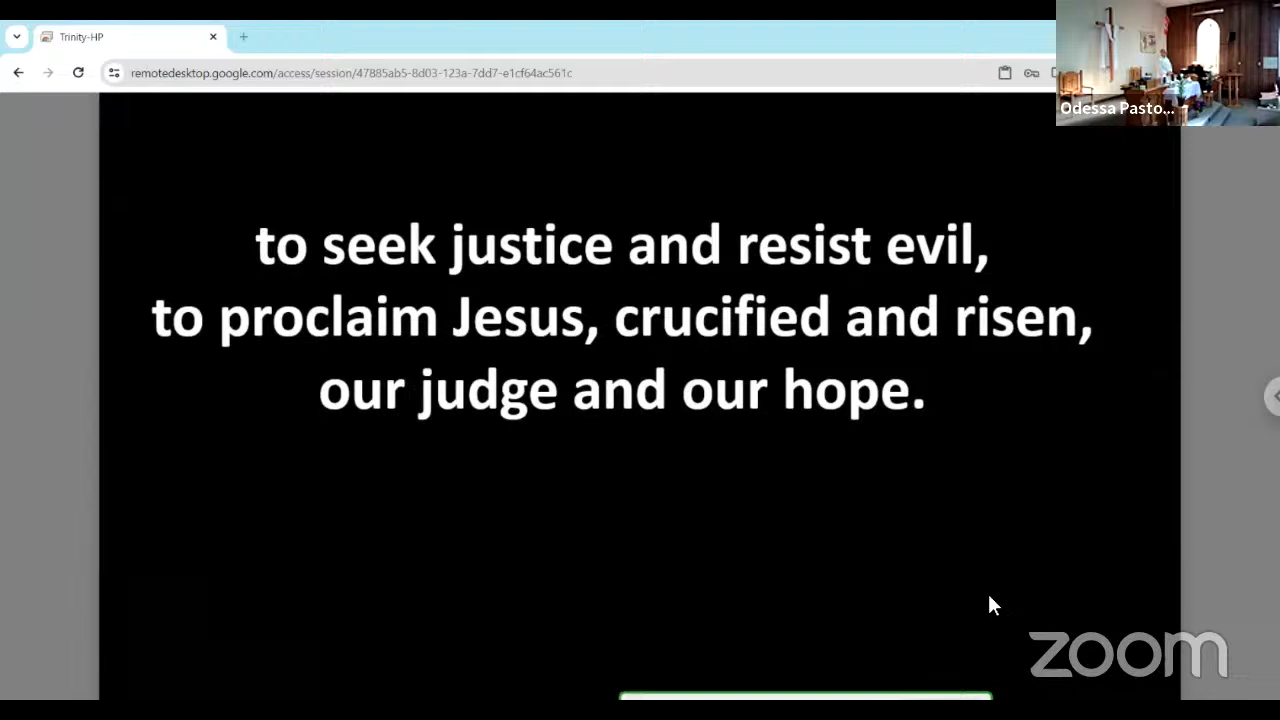 Trinity-HP
remotedesktop.google.com/access/session/47885ab5-8d03-123a-7dd7-e1cf64ac561c
Odessa Pasto...
to seek justice and resist evil,
to proclaim Jesus, crucified and risen,
our judge and our hope.
zoom